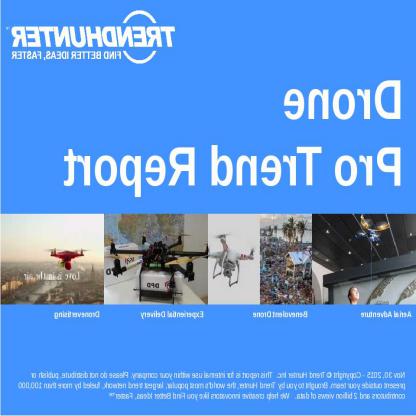 TRENDHUNTER™
FIND BETTER IDEAS, FASTER
Drone
Pro Trend Report
Love is in the air
DPD
Aerial Adventure
Benevolent Drone
Experiential Delivery
Dronevertising
Nov 30, 2015 - Copyright © Trend Hunter Inc. This report is for internal use within your company. Please do not distribute, publish or
present outside your team. Brought to you by Trend Hunter, the world's most popular, largest trend network, fueled by more than 100,000
contributors and 2 billion views of data. We help creative innovators like you Find Better Ideas, Faster™